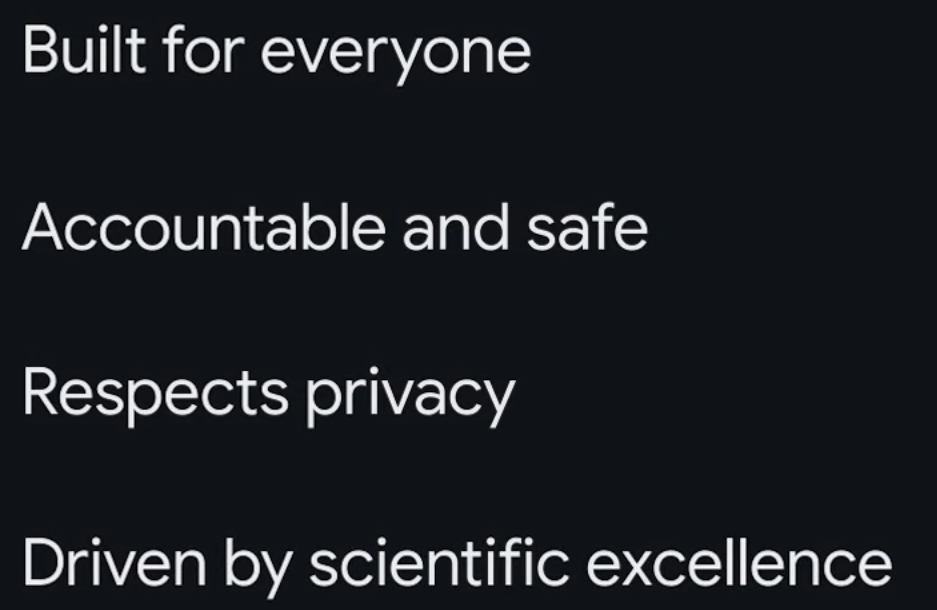 Built for everyone
Accountable and safe
Respects privacy
Driven by scientific excellence